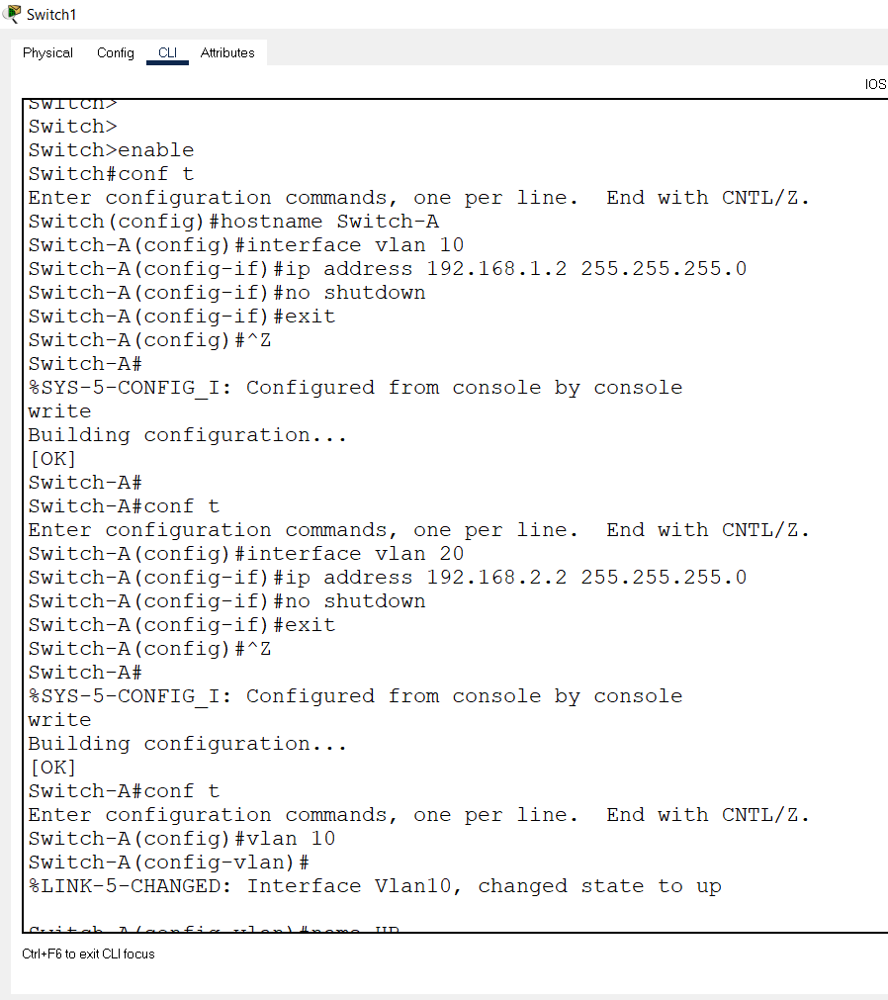 Switch1
Physical Config CLI Attributes
IOS
Switch>
Switch>
Switch>enable
Switch#conf t
Enter configuration commands, one per line.  End with CNTL/Z.
Switch(config)#hostname Switch-A
Switch-A(config)#interface vlan 10
Switch-A(config-if)#ip address 192.168.1.2 255.255.255.0
Switch-A(config-if)#no shutdown
Switch-A(config-if)#exit
Switch-A(config)#^Z
Switch-A#
%SYS-5-CONFIG_I: Configured from console by console
write
Building configuration...
[OK]
Switch-A#
Switch-A#conf t
Enter configuration commands, one per line.  End with CNTL/Z.
Switch-A(config)#interface vlan 20
Switch-A(config-if)#ip address 192.168.2.2 255.255.255.0
Switch-A(config-if)#no shutdown
Switch-A(config-if)#exit
Switch-A(config)#^Z
Switch-A#
%SYS-5-CONFIG_I: Configured from console by console
write
Building configuration...
[OK]
Switch-A#conf t
Enter configuration commands, one per line.  End with CNTL/Z.
Switch-A(config)#vlan 10
Switch-A(config-vlan)#
%LINK-5-CHANGED: Interface Vlan10, changed state to up
Switch-A(config-vlan)#name
Ctrl+F6 to exit CLI focus